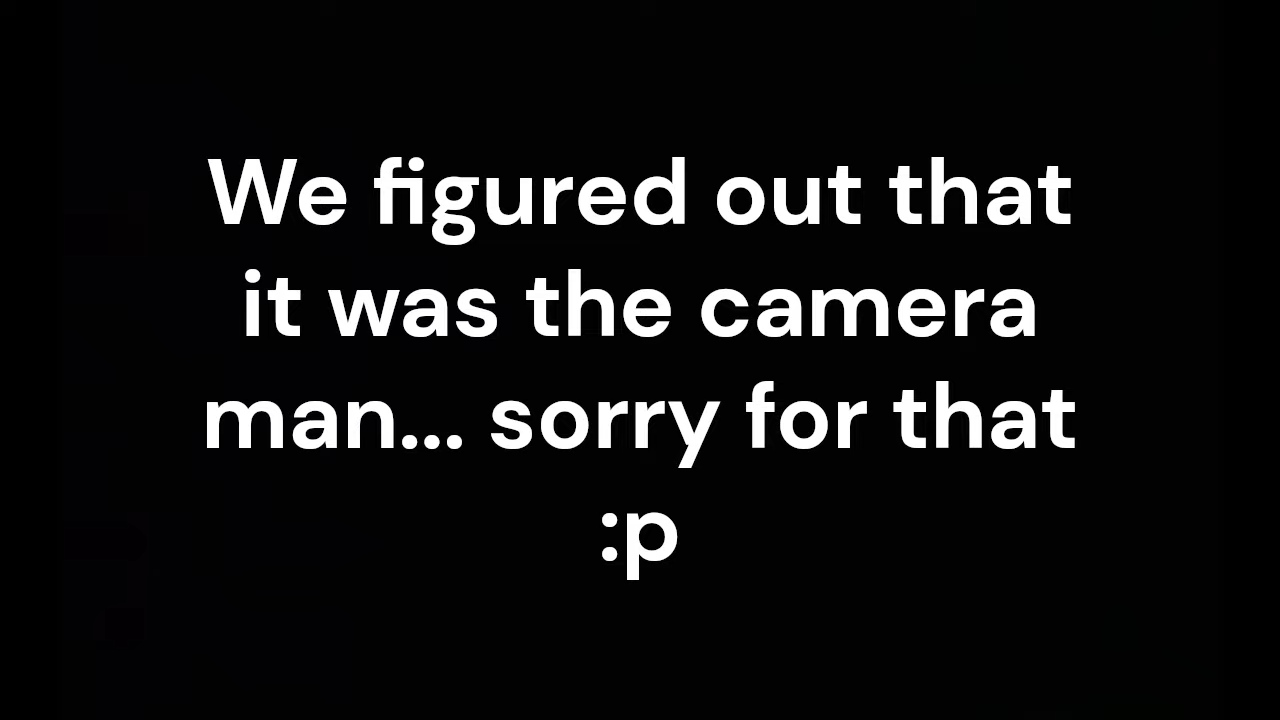 We figured out that
it was the camera
man... sorry for that
:p